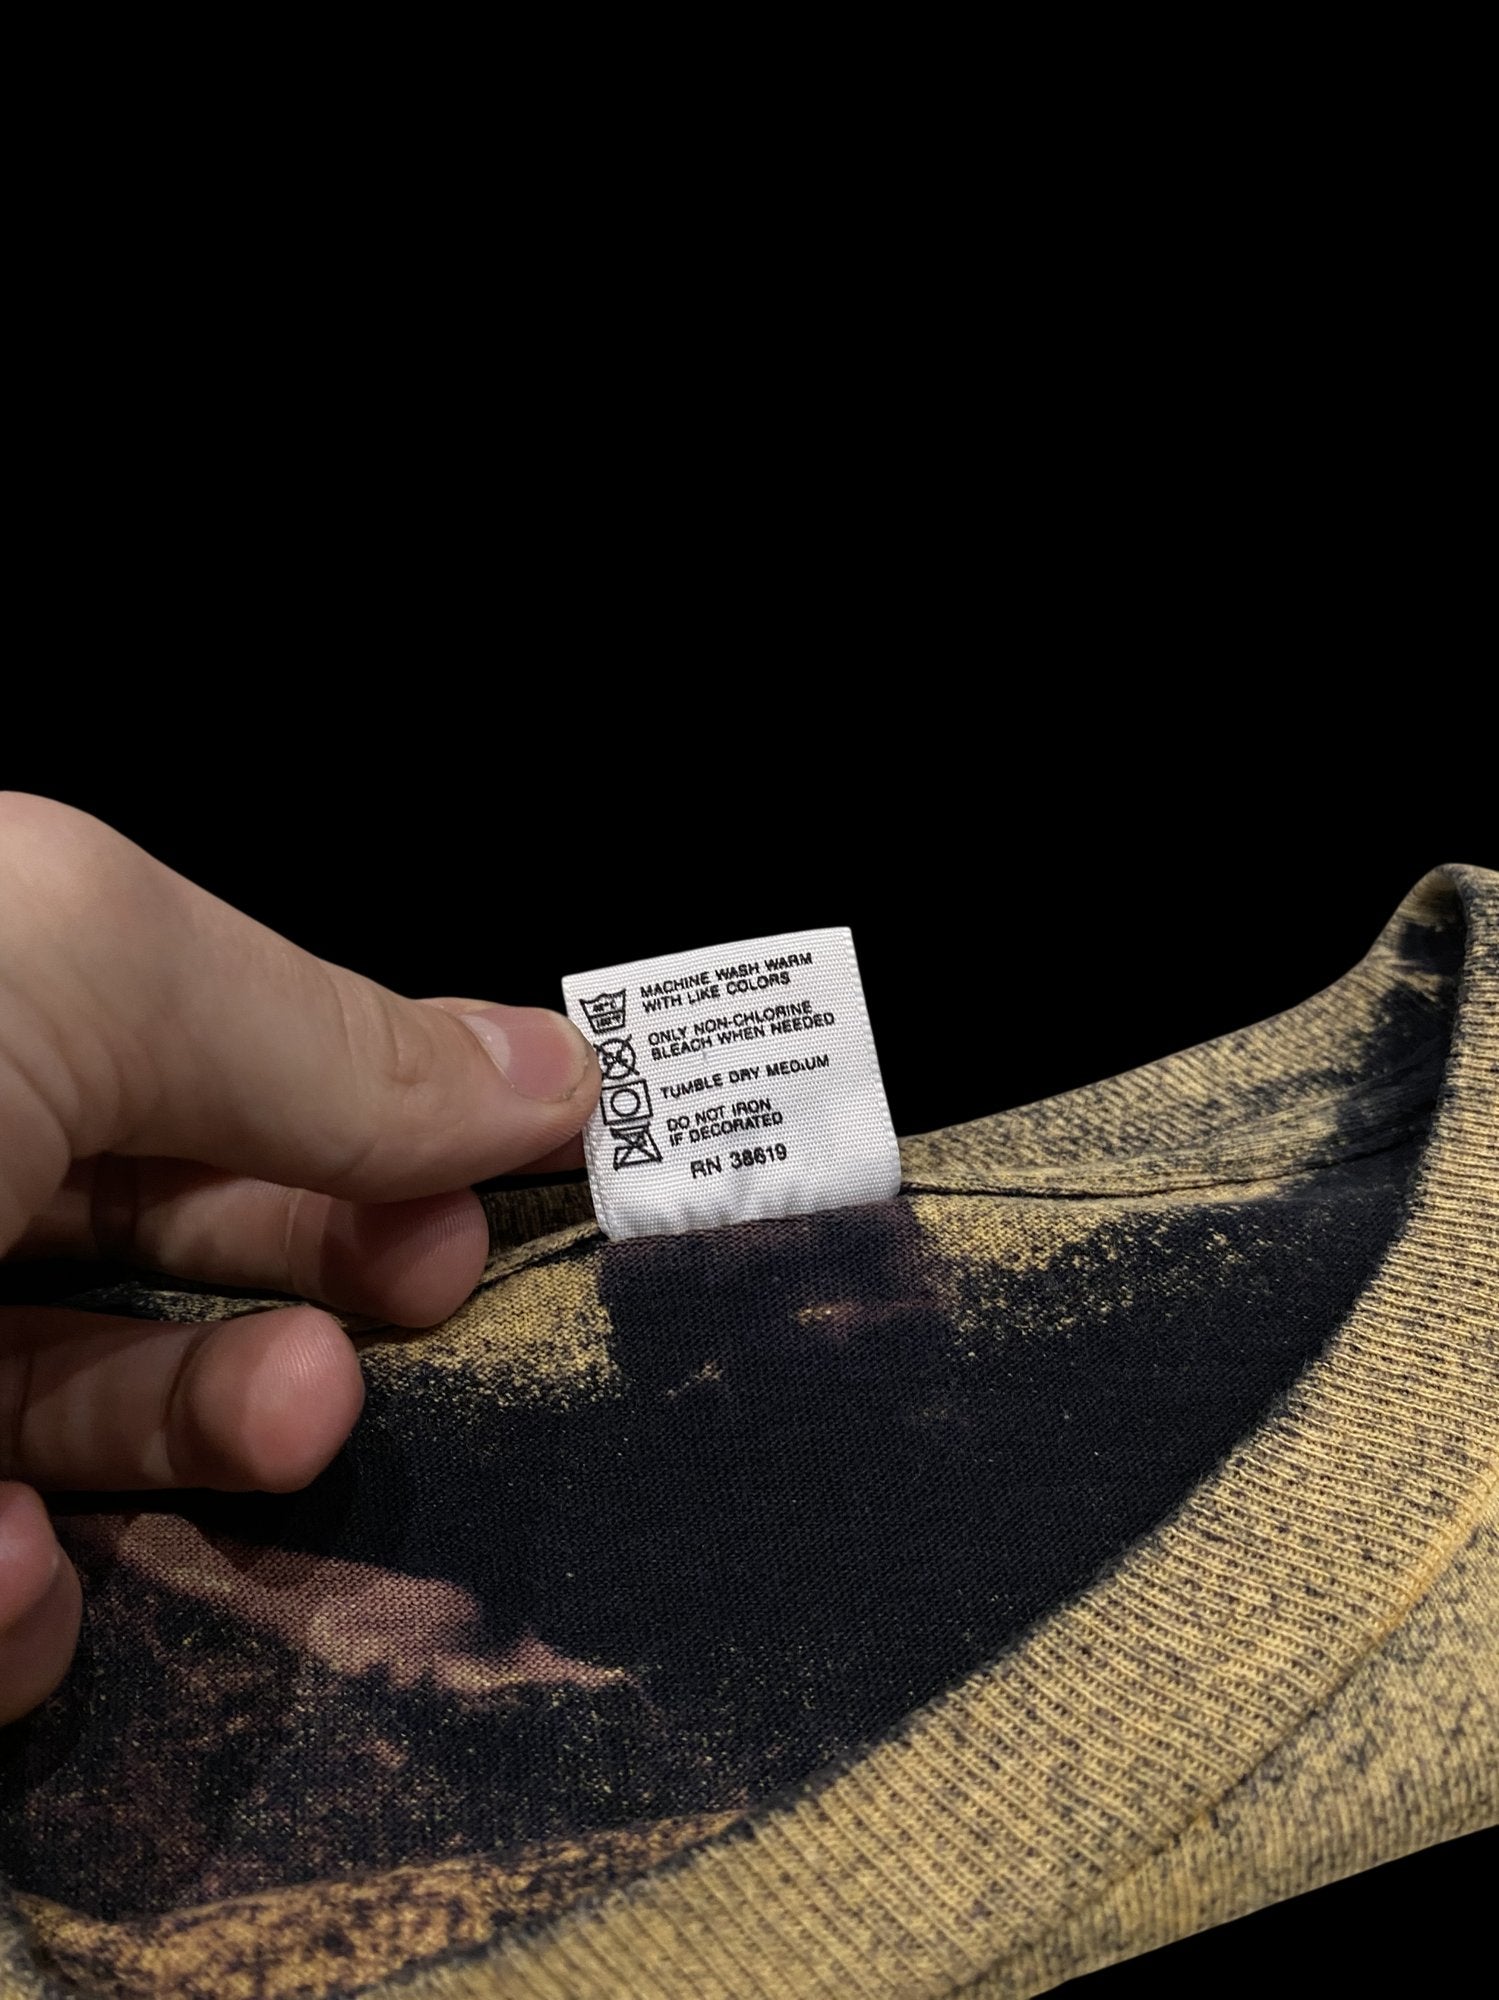 MACHINE WASH WARM
WITH LIKE COLORS
ONLY NON-CHLORINE
BLEACH WHEN NEEDED
TUMBLE DRY MEDIUM
DO NOT IRON
IF DECORATED
RN 38619